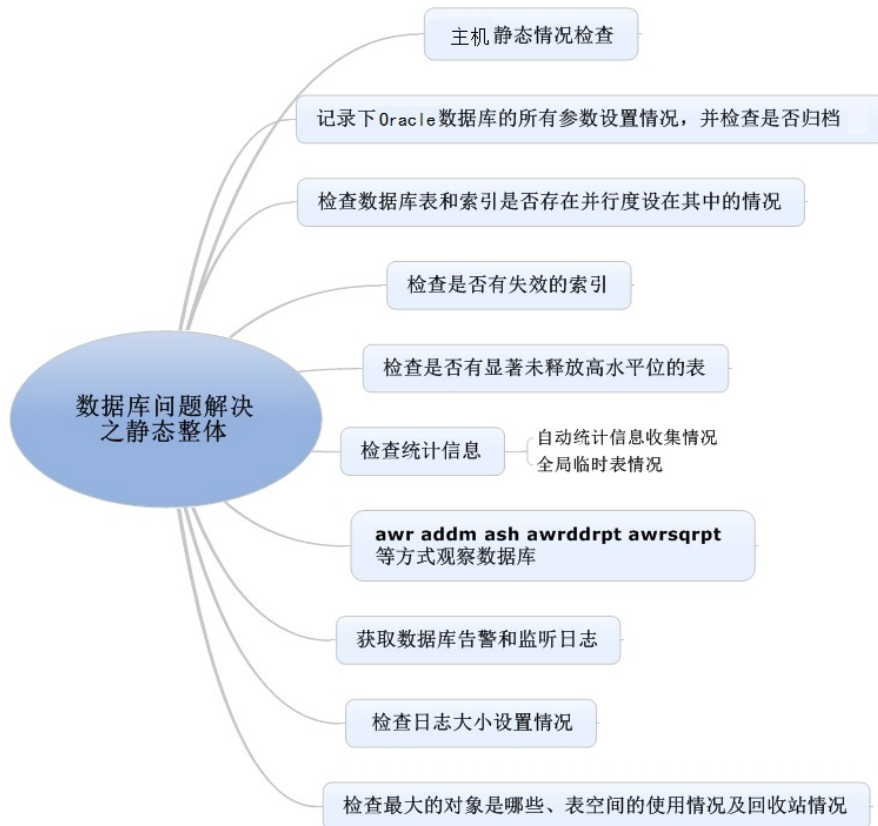 主机静态情况检查
记录下Oracle数据库的所有参数设置情况，并检查是否归档
检查数据库表和索引是否存在并行度设在其中的情况
检查是否有失效的索引
检查是否有显著未释放高水平位的表
数据库问题解决
之静态整体
检查统计信息
自动统计信息收集情况
全局临时表情况
awr addm ash awrddrpt awrsqrpt
等方式观察数据库
获取数据库告警和监听日志
检查日志大小设置情况
检查最大的对象是哪些、表空间的使用情况及回收站情况